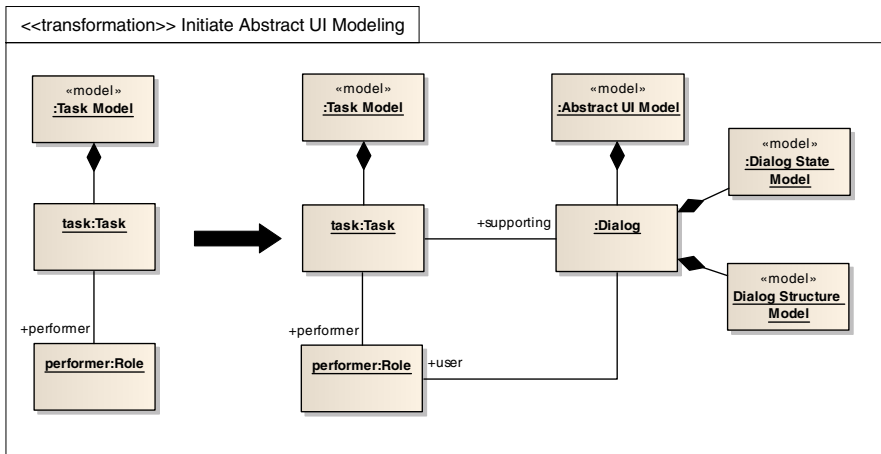 <<transformation>> Initiate Abstract UI Modeling
«model»
:Task Model
task:Task
+performer
performer:Role
«model»
:Task Model
task:Task
+performer
performer:Role
+supporting
+user
«model»
:Abstract UI Model
:Dialog
«model»
:Dialog State
Model
«model»
Dialog Structure
Model